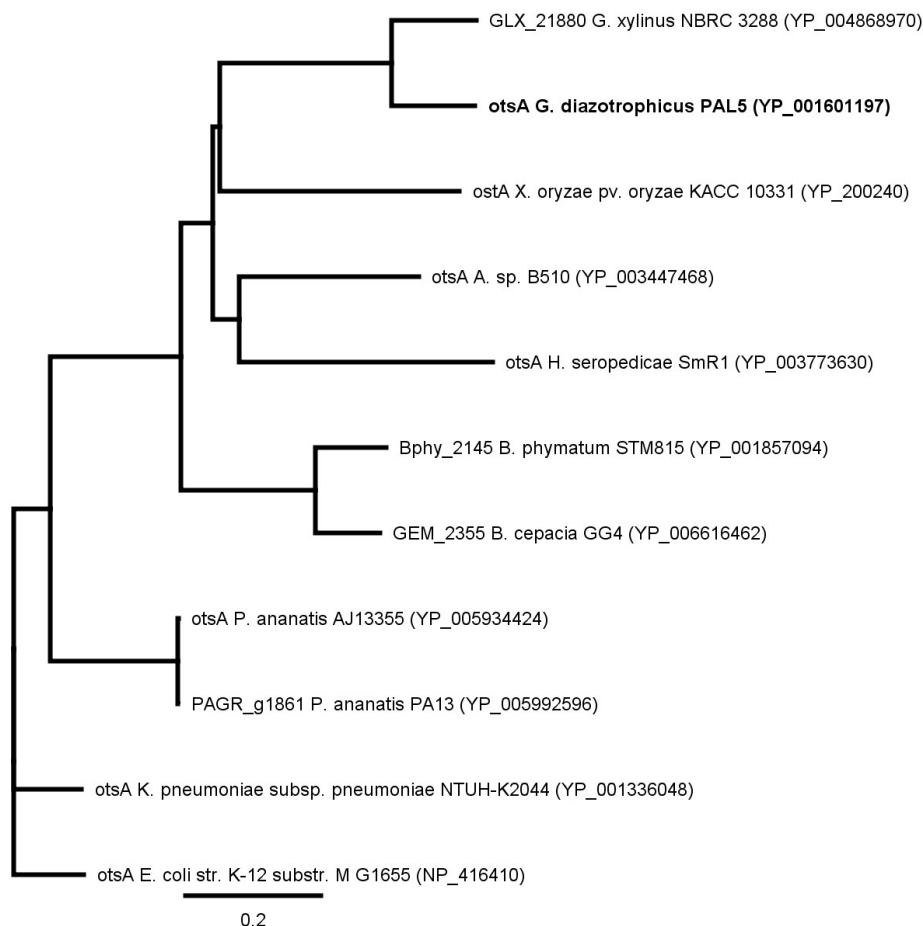 GLX_21880 G. xylinus NBRC 3288 (YP_004868970)
otsA G. diazotrophicus PAL5 (YP_001601197)
ostA X. oryzae pv. oryzae KACC 10331 (YP_200240)
otsA A. sp. B510 (YP_003447468)
otsA H. seropedicae SmR1 (YP_003773630)
Bphy_2145 B. phymatum STM815 (YP_001857094)
GEM_2355 B. cepacia GG4 (YP_006616462)
otsA P. ananatis AJ13355 (YP_005934424)
PAGR_g1861 P. ananatis PA13 (YP_005992596)
otsA K. pneumoniae subsp. pneumoniae NTUH-K2044 (YP_001336048)
otsA E. coli str. K-12 substr. M G1655 (NP_416410)
0.2